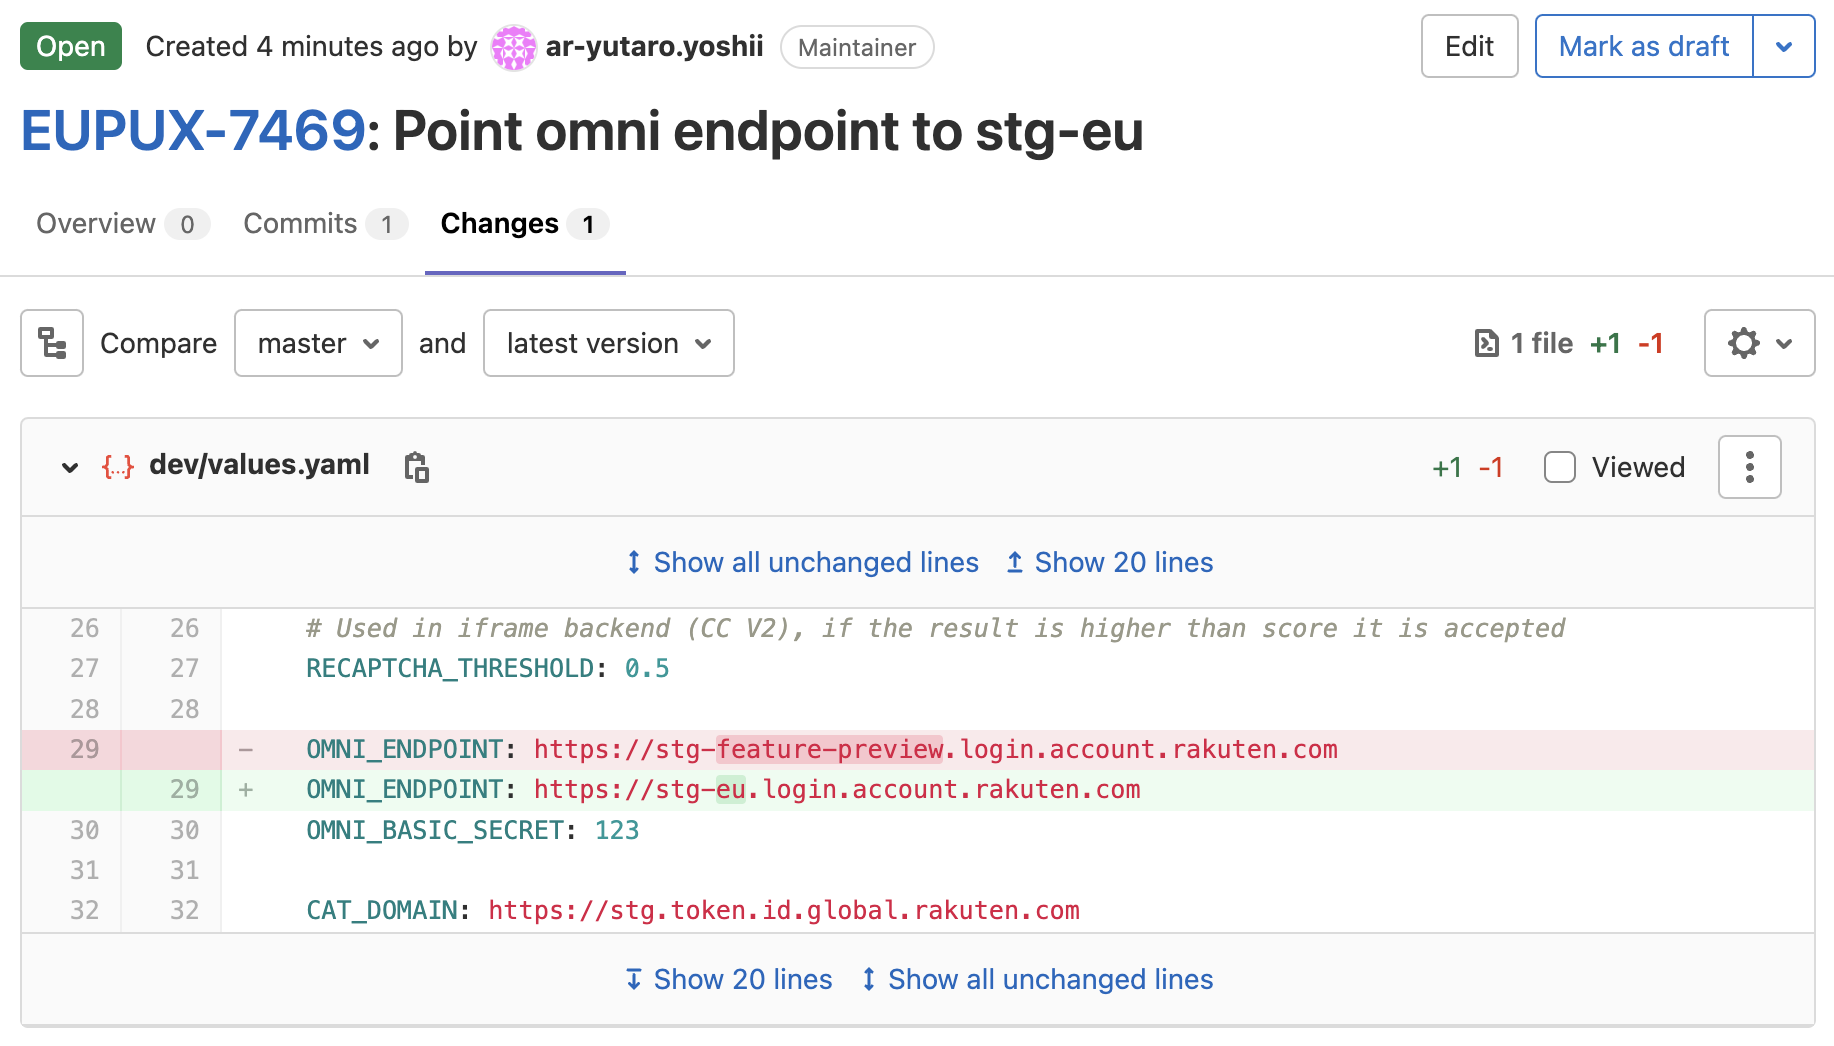 Open Created 4 minutes ago by ar-yutaro.yoshii Maintainer Edit Mark as draft
EUPUX-7469: Point omni endpoint to stg-eu
Overview 0 Commits 1 Changes 1
Compare master and latest version 1 file +1 -1
{...} dev/values.yaml +1 -1 Viewed
Show all unchanged lines Show 20 lines
26 26 # Used in iframe backend (CC V2), if the result is higher than score it is accepted
27 27 RECAPTCHA_THRESHOLD: 0.5
28 28
29 - OMNI_ENDPOINT: https://stg-feature-preview.login.account.rakuten.com
29 + OMNI_ENDPOINT: https://stg-eu.login.account.rakuten.com
30 30 OMNI_BASIC_SECRET: 123
31 31
32 32 CAT_DOMAIN: https://stg.token.id.global.rakuten.com
Show 20 lines Show all unchanged lines